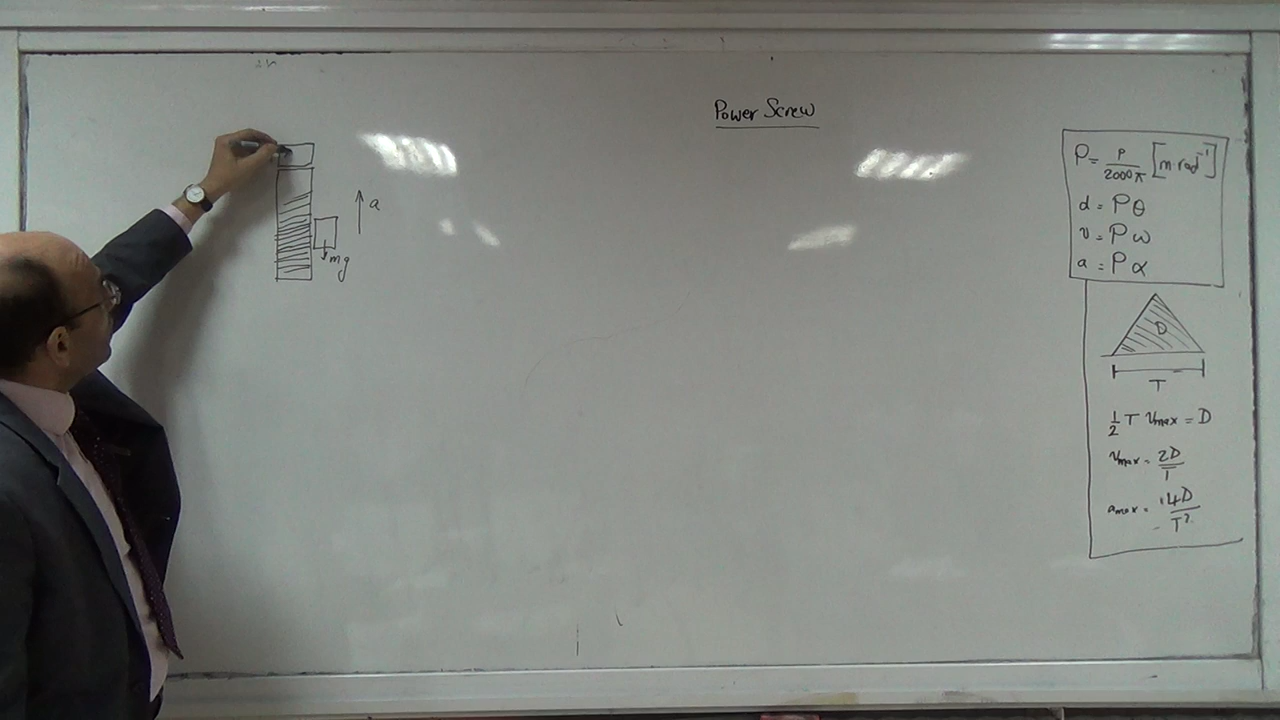 Power Screw
a
mg
P = p/2000π [m rad⁻¹]
d = Pθ
v = Pω
a = Pα
D
T
½ T vmax = D
vmax = 2D/T
amax = 4D/T²